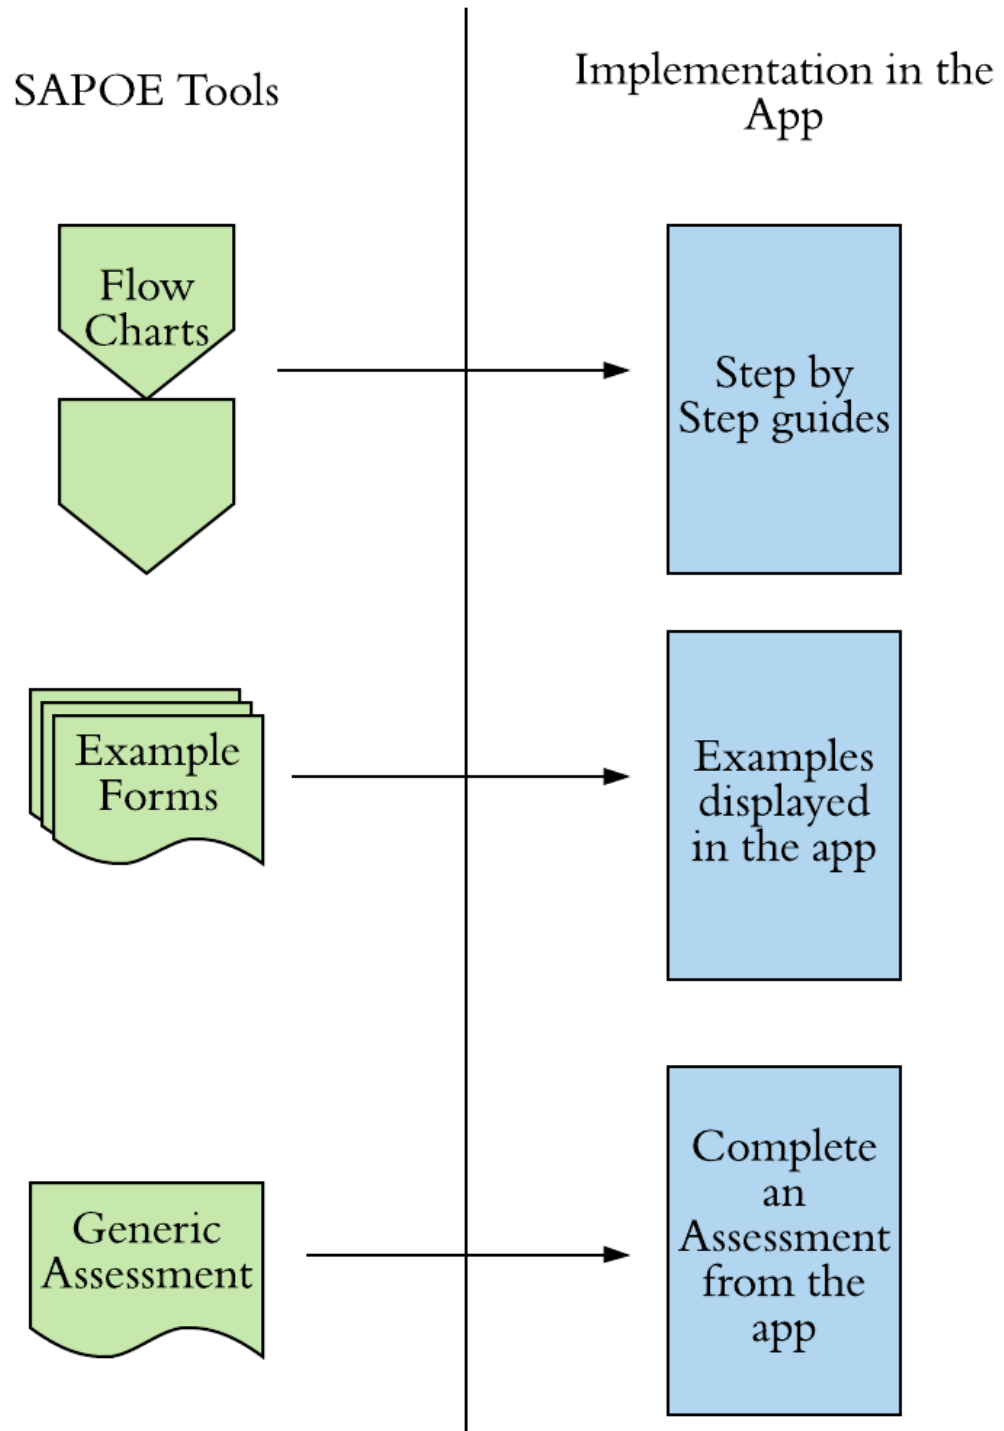 SAPOE Tools
Implementation in the
App
Flow
Charts
Step by
Step guides
Example
Forms
Examples
displayed
in the app
Generic
Assessment
Complete
an
Assessment
from the
app